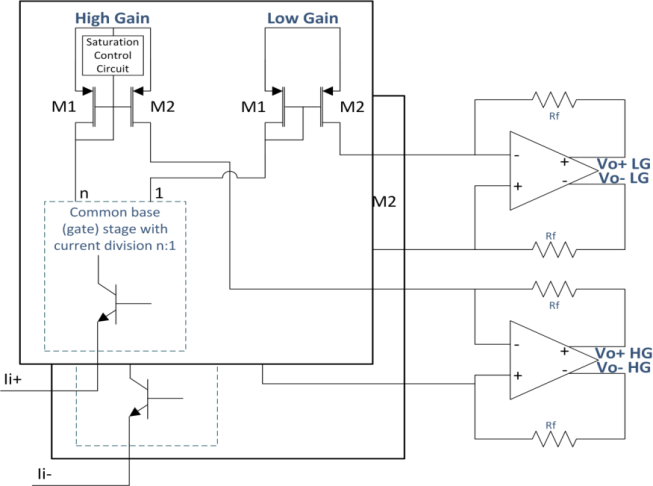 High Gain
Low Gain
Saturation
Control
Circuit
M1
M2
M1
M2
n
1
Common base
(gate) stage with
current division n:1
M2
Ii+
Ii-
Rf
-
+
+
-
Vo+ LG
Vo- LG
Rf
Rf
-
+
+
-
Vo+ HG
Vo- HG
Rf